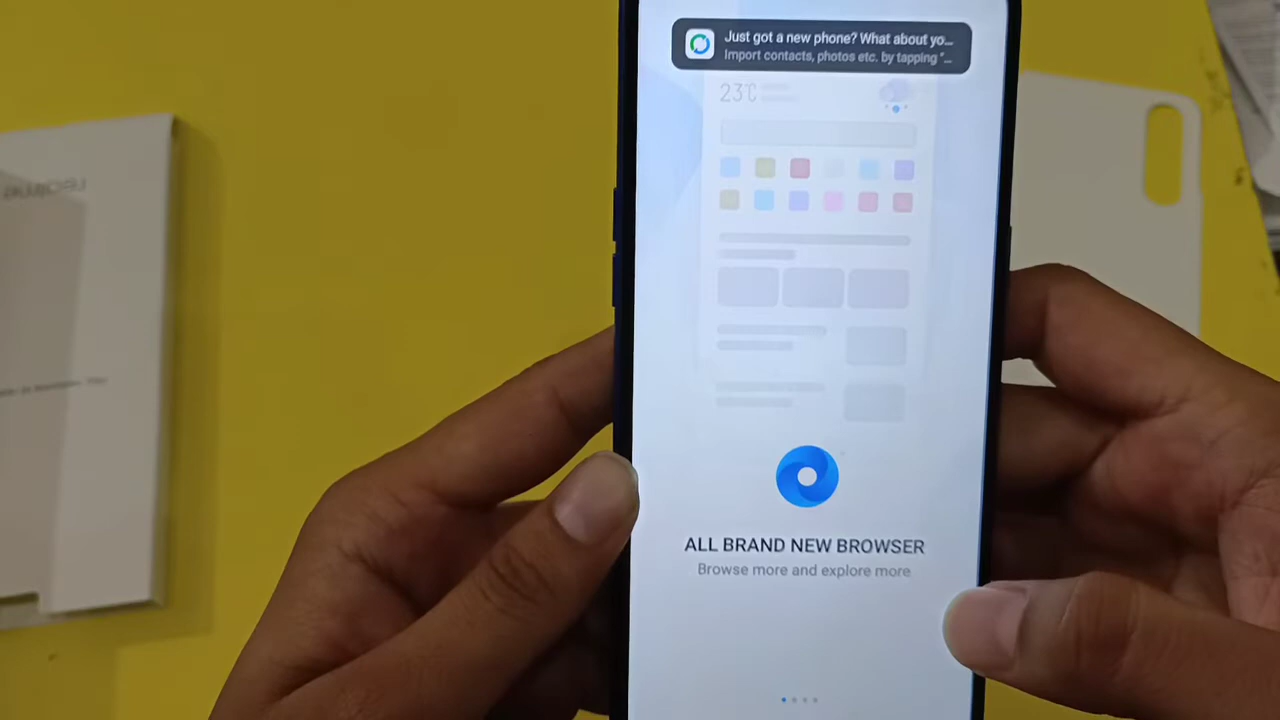 Just got a new phone? What about yo...
Import contacts, photos etc. by tapping "...
23℃
ALL BRAND NEW BROWSER
Browse more and explore more